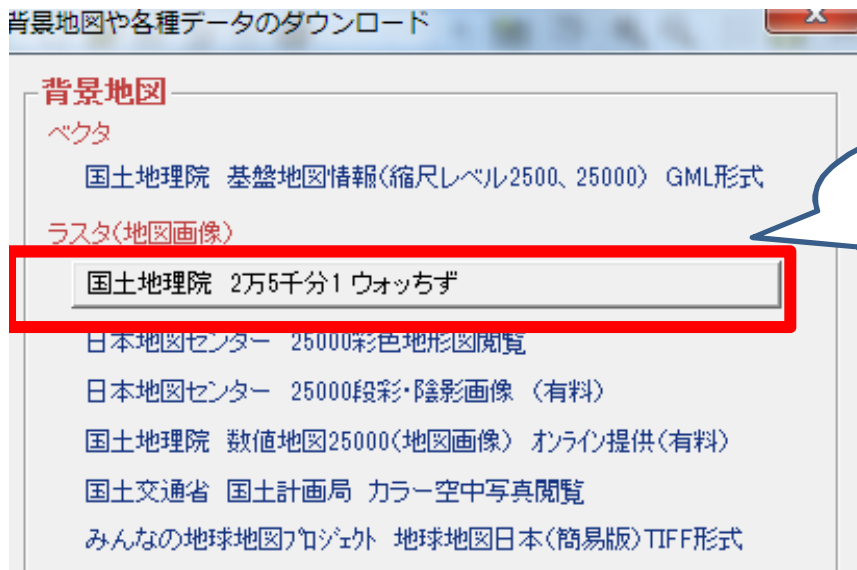 背景地図や各種データのダウンロード
背景地図
ベクタ
国土地理院 基盤地図情報(縮尺レベル2500、25000) GML形式
ラスタ(地図画像)
国土地理院 2万5千分1 ウォッちず
日本地図センター 25000彩色地形図閲覧
日本地図センター 25000段彩・陰影画像 (有料)
国土地理院 数値地図25000(地図画像) オンライン提供(有料)
国土交通省 国土計画局 カラー空中写真閲覧
みんなの地球地図プロジェクト 地球地図日本(簡易版)TIFF形式